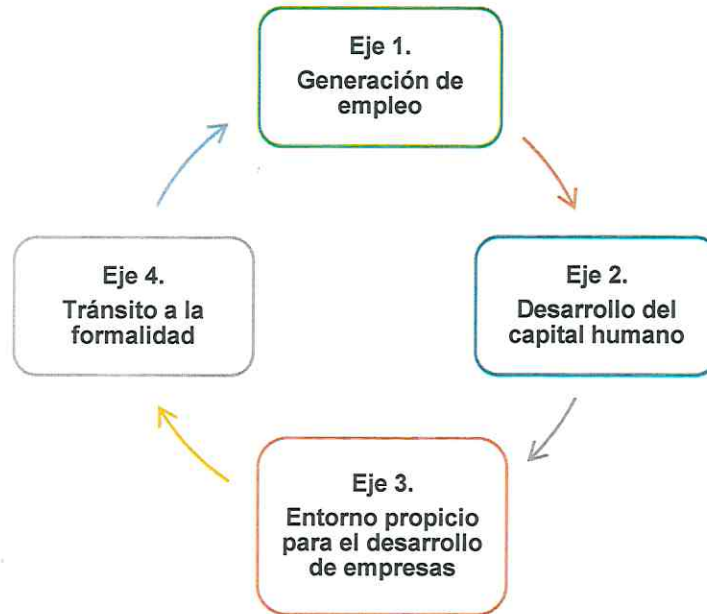 Eje 1.
Generación de
empleo
Eje 2.
Desarrollo del
capital humano
Eje 3.
Entorno propicio
para el desarrollo
de empresas
Eje 4.
Tránsito a la
formalidad